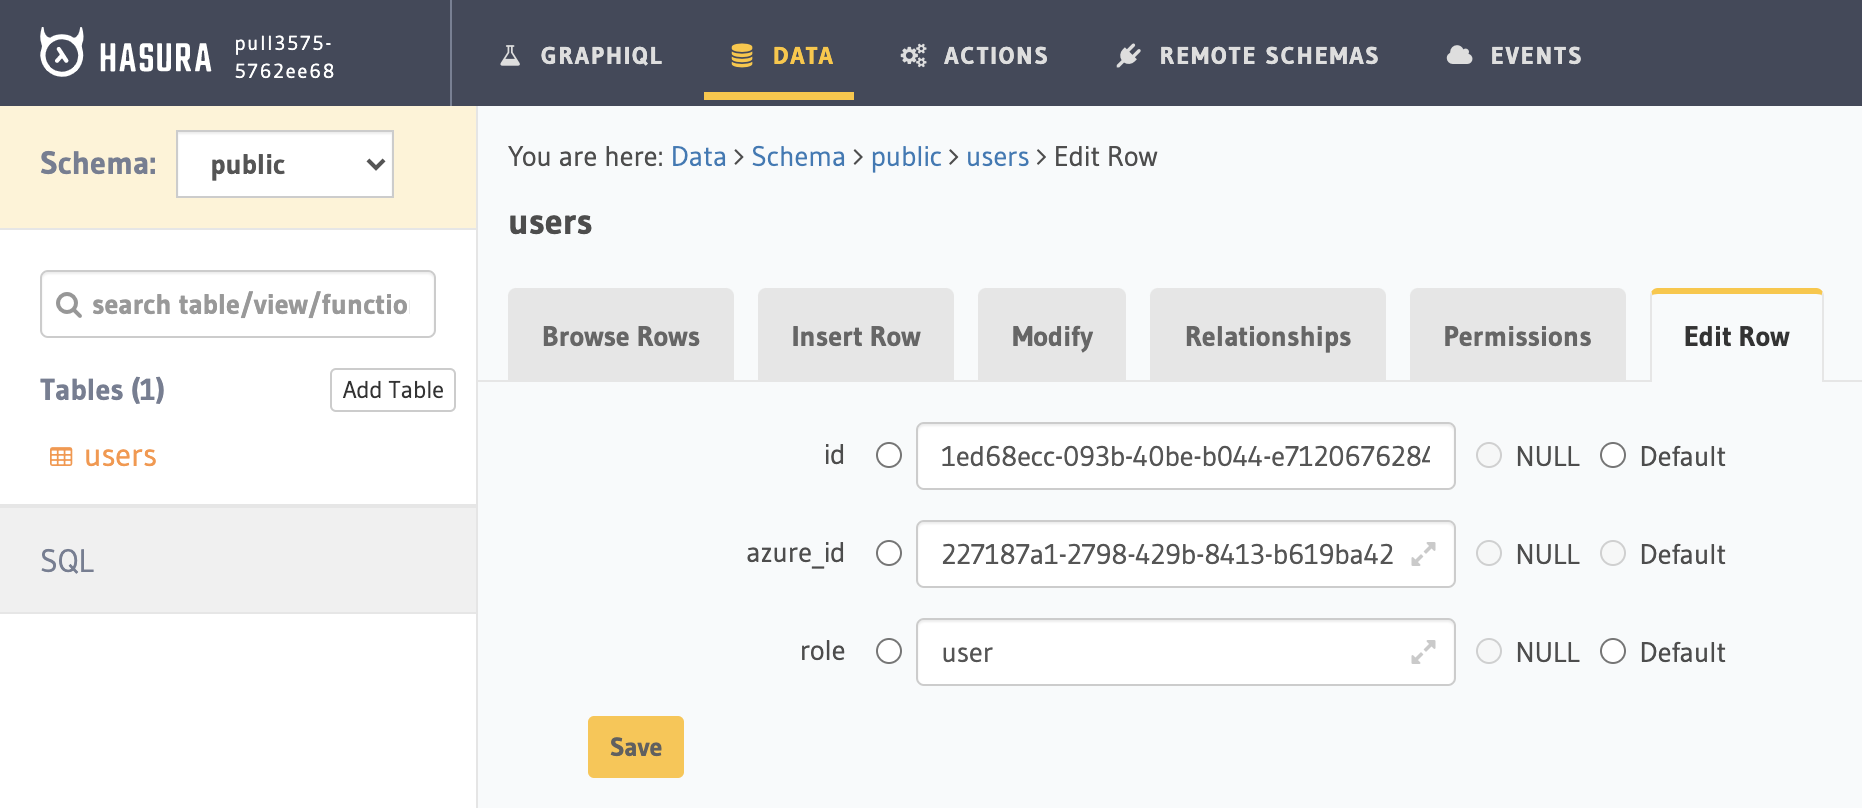 HASURA
pull3575-
5762ee68
GRAPHIQL
DATA
ACTIONS
REMOTE SCHEMAS
EVENTS
Schema:
public
search table/view/functio
Tables (1)
Add Table
users
SQL
You are here: Data > Schema > public > users > Edit Row
users
Browse Rows
Insert Row
Modify
Relationships
Permissions
Edit Row
id
1ed68ecc-093b-40be-b044-e7120676284
NULL
Default
azure_id
227187a1-2798-429b-8413-b619ba42
NULL
Default
role
user
NULL
Default
Save